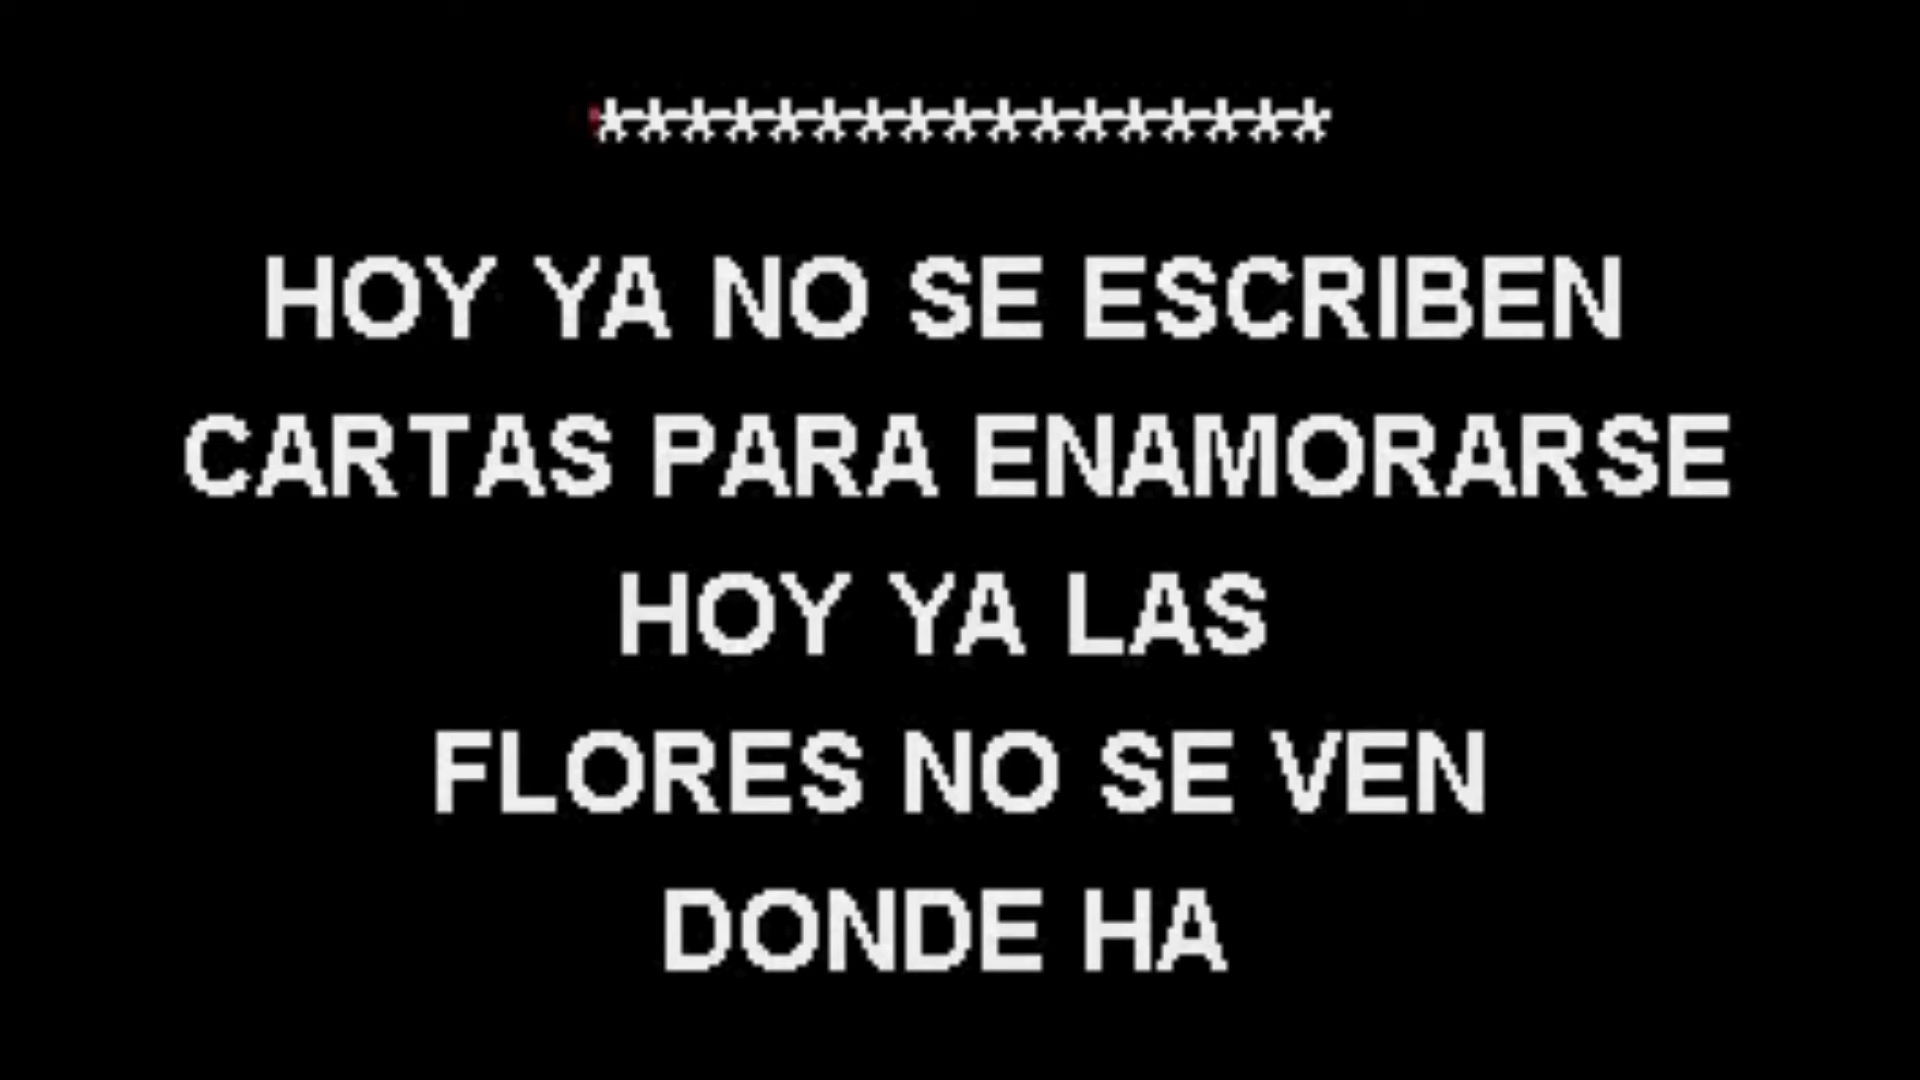 *****************
HOY YA NO SE ESCRIBEN
CARTAS PARA ENAMORARSE
HOY YA LAS
FLORES NO SE VEN
DONDE HA